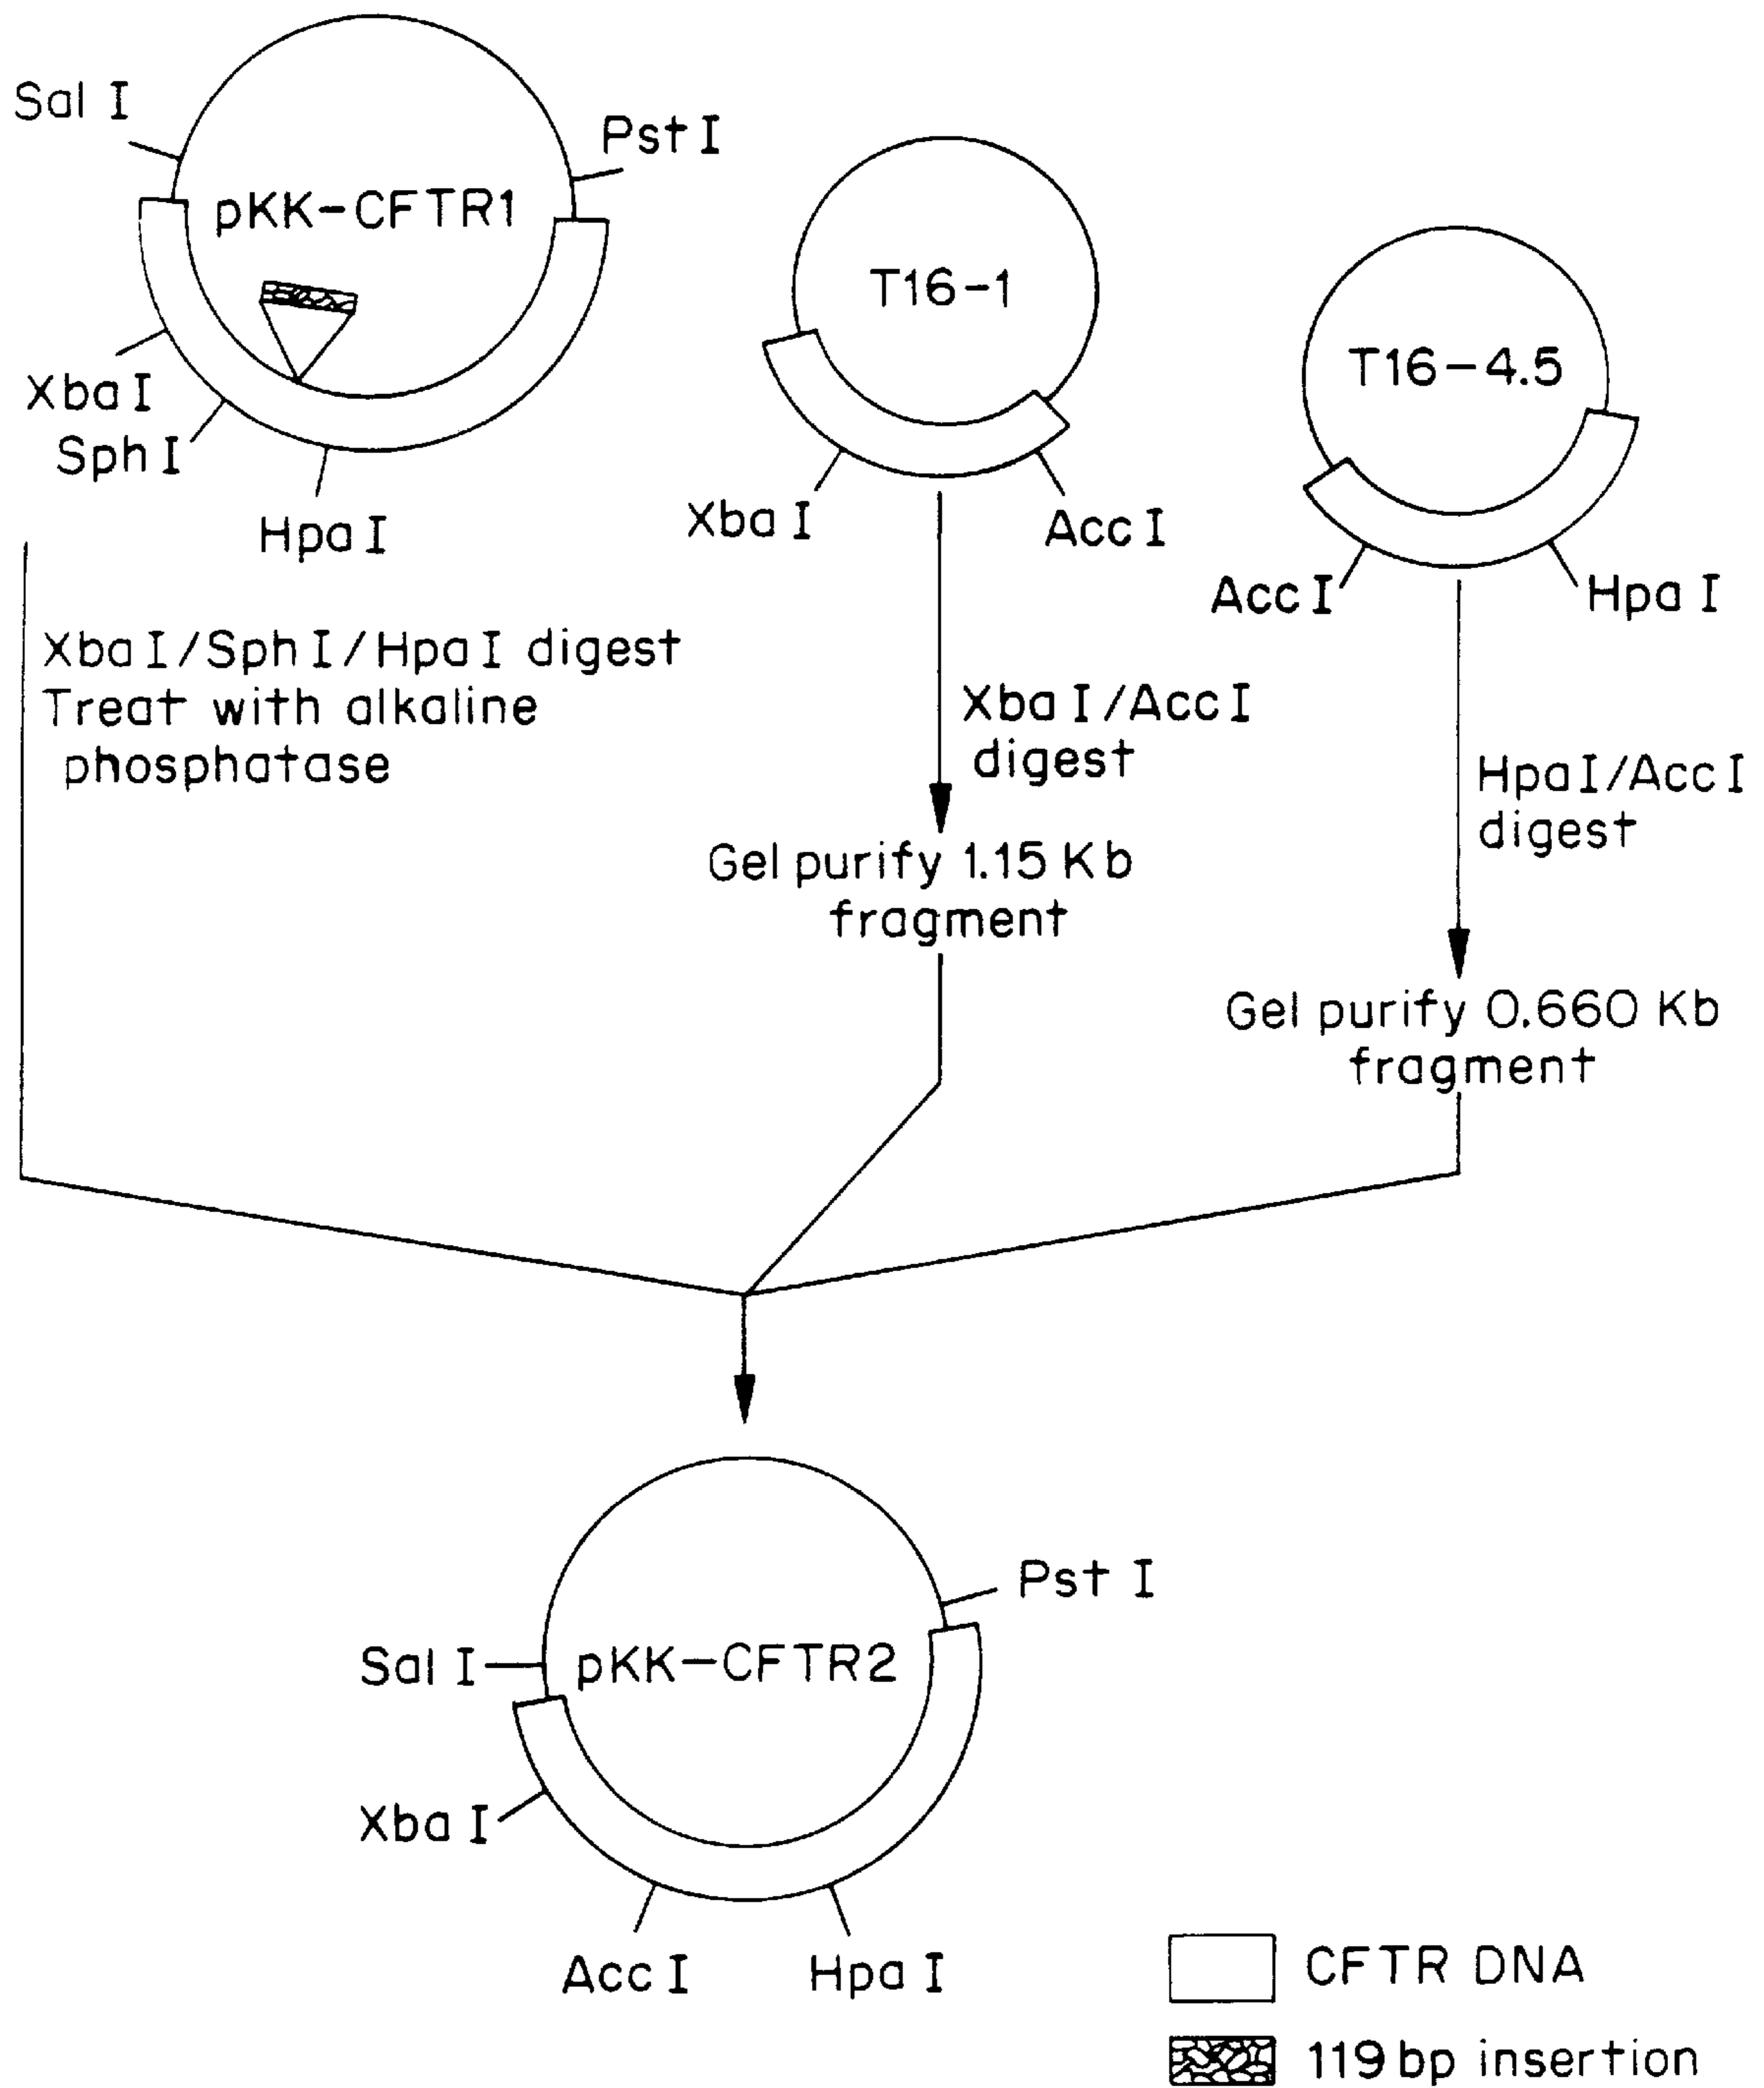 Sal I
Pst I
pKK-CFTR1
Xba I
Sph I
Hpa I
T16-1
Xba I
Acc I
T16-4.5
Acc I
Hpa I
Xba I/Sph I/Hpa I digest
Treat with alkaline
phosphatase
Xba I/Acc I
digest
Gel purify 1.15 Kb
fragment
Hpa I/Acc I
digest
Gel purify 0.660 Kb
fragment
Pst I
Sal I
pKK-CFTR2
Xba I
Acc I
Hpa I
CFTR DNA
119 bp insertion